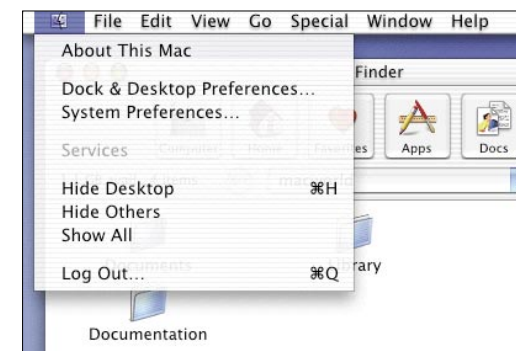 File Edit View Go Special Window Help
About This Mac
Finder
Dock & Desktop Preferences...
System Preferences...
Services
Apps
Docs
Hide Desktop ⌘H
Hide Others
Show All
Log Out... ⌘Q
Documents
Library
Documentation